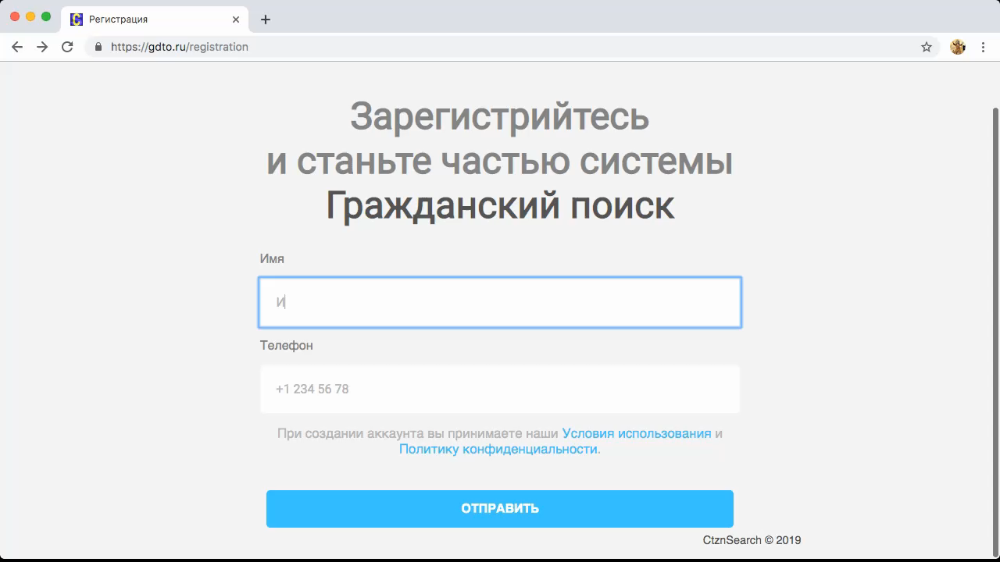 Регистрация
https://gdto.ru/registration
Зарегистрийтесь
и станьте частью системы
Гражданский поиск
Имя
И
Телефон
+1 234 56 78
При создании аккаунта вы принимаете наши Условия использования и
Политику конфиденциальности.
ОТПРАВИТЬ
CtznSearch © 2019